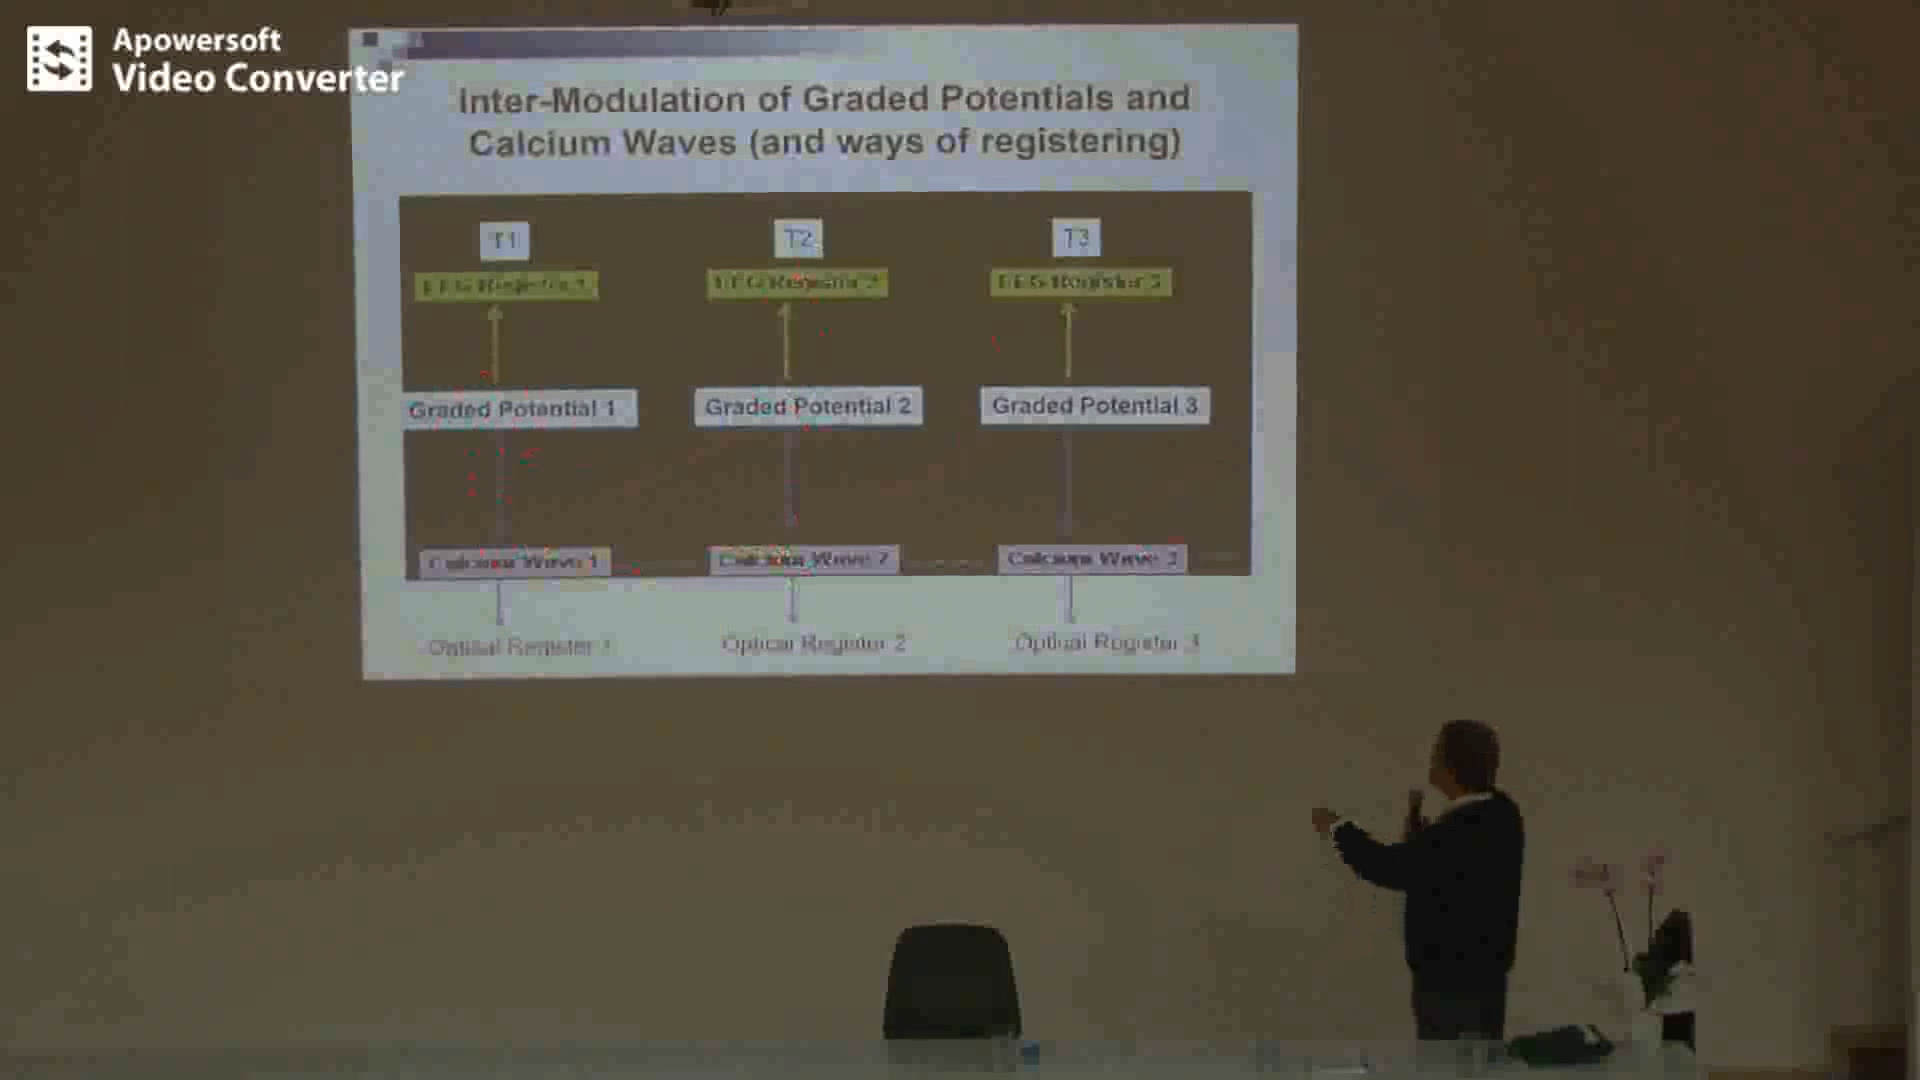 Apowersoft
Video Converter
Inter-Modulation of Graded Potentials and
Calcium Waves (and ways of registering)
T1 T2 T3
EEG Register 1 EEG Register 2 EEG Register 3
Graded Potential 1 Graded Potential 2 Graded Potential 3
Calcium Wave 1 Calcium Wave 2 Calcium Wave 3
Optical Register 1 Optical Register 2 Optical Register 3